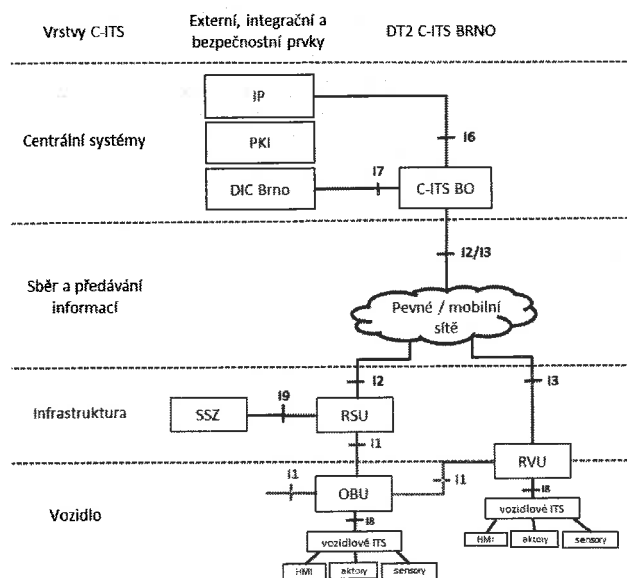 Vrstvy C-ITS
Externí, integrační a
bezpečnostní prvky
DT2 C-ITS BRNO
Centrální systémy
IP
PKI
DIC Brno
I6
I7
C-ITS BO
I2/I3
Sběr a předávání
informací
Pevné / mobilní
sítě
I2
I3
Infrastruktura
SSZ
I9
RSU
I1
RVU
Vozidlo
I1
OBU
I1
I8
I8
vozidlové ITS
HMI
aktory
sensory
vozidlové ITS
HMI
aktory
sensory